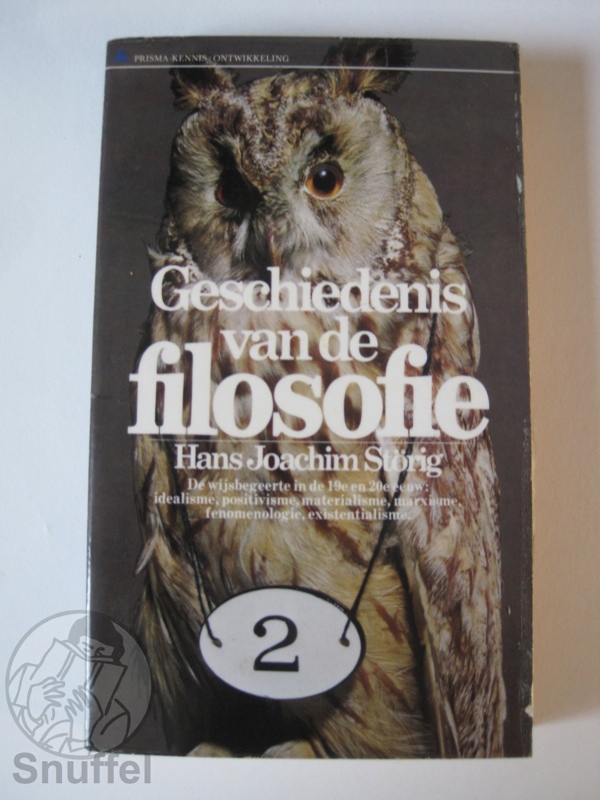 PRISMA-KENNIS-ONTWIKKELING
Geschiedenis
van de
filosofie
Hans Joachim Störig
De wijsbegeerte in de 19e en 20e eeuw:
idealisme, positivisme, materialisme, marxisme,
fenomenologie, existentialisme.
2
Snuffel